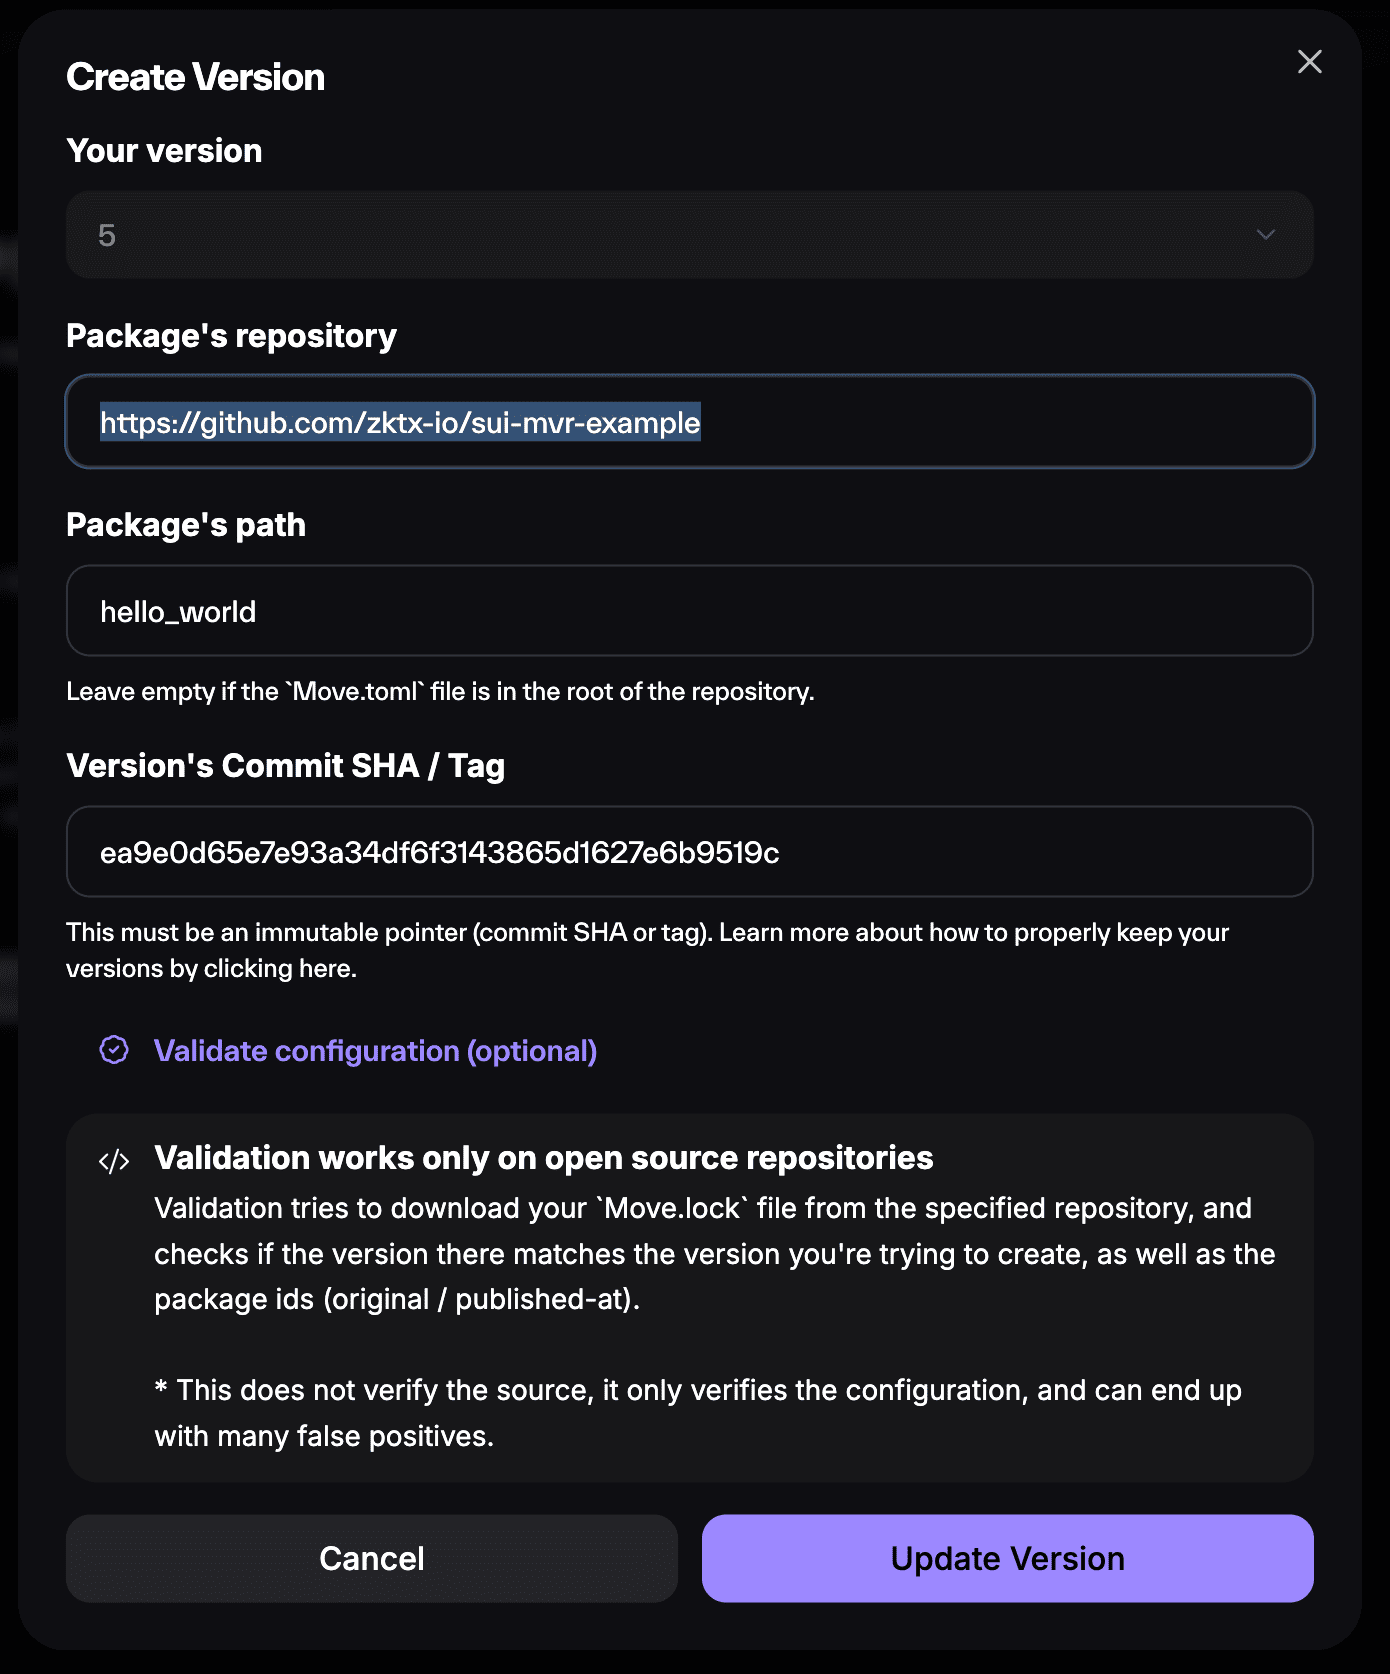 Create Version
Your version
5
Package's repository
https://github.com/zktx-io/sui-mvr-example
Package's path
hello_world
Leave empty if the `Move.toml` file is in the root of the repository.
Version's Commit SHA / Tag
ea9e0d65e7e93a34df6f3143865d1627e6b9519c
This must be an immutable pointer (commit SHA or tag). Learn more about how to properly keep your
versions by clicking here.
Validate configuration (optional)
</> Validation works only on open source repositories
Validation tries to download your `Move.lock` file from the specified repository, and
checks if the version there matches the version you're trying to create, as well as the
package ids (original / published-at).
* This does not verify the source, it only verifies the configuration, and can end up
with many false positives.
Cancel
Update Version